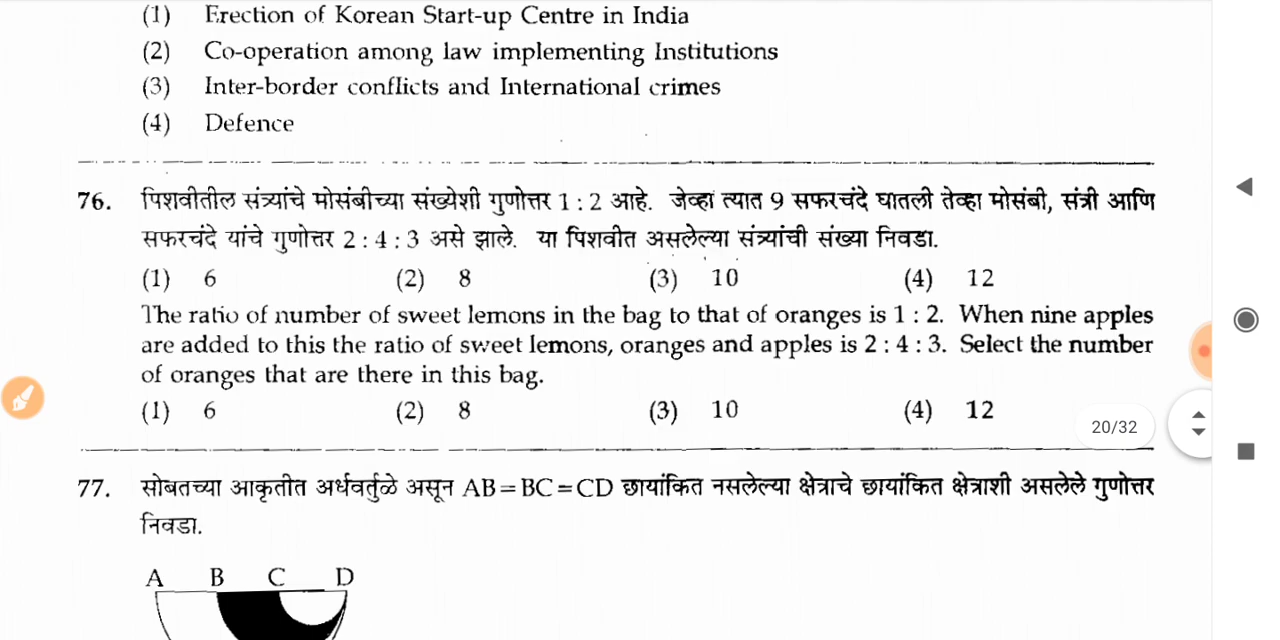 (1) Erection of Korean Start-up Centre in India
(2) Co-operation among law implementing Institutions
(3) Inter-border conflicts and International crimes
(4) Defence
76. पिशवीतील संत्र्यांचे मोसंबीच्या संख्येशी गुणोत्तर 1 : 2 आहे. जेव्हा त्यात 9 सफरचंदे घातली तेव्हा मोसंबी, संत्री आणि
सफरचंदे यांचे गुणोत्तर 2 : 4 : 3 असे झाले. या पिशवीत असलेल्या संत्र्यांची संख्या निवडा.
(1) 6 (2) 8 (3) 10 (4) 12
The ratio of number of sweet lemons in the bag to that of oranges is 1 : 2. When nine apples
are added to this the ratio of sweet lemons, oranges and apples is 2 : 4 : 3. Select the number
of oranges that are there in this bag.
(1) 6 (2) 8 (3) 10 (4) 12
20/32
77. सोबतच्या आकृतीत अर्धवर्तुळे असून AB = BC = CD छायांकित नसलेल्या क्षेत्राचे छायांकित क्षेत्राशी असलेले गुणोत्तर
निवडा.
A B C D